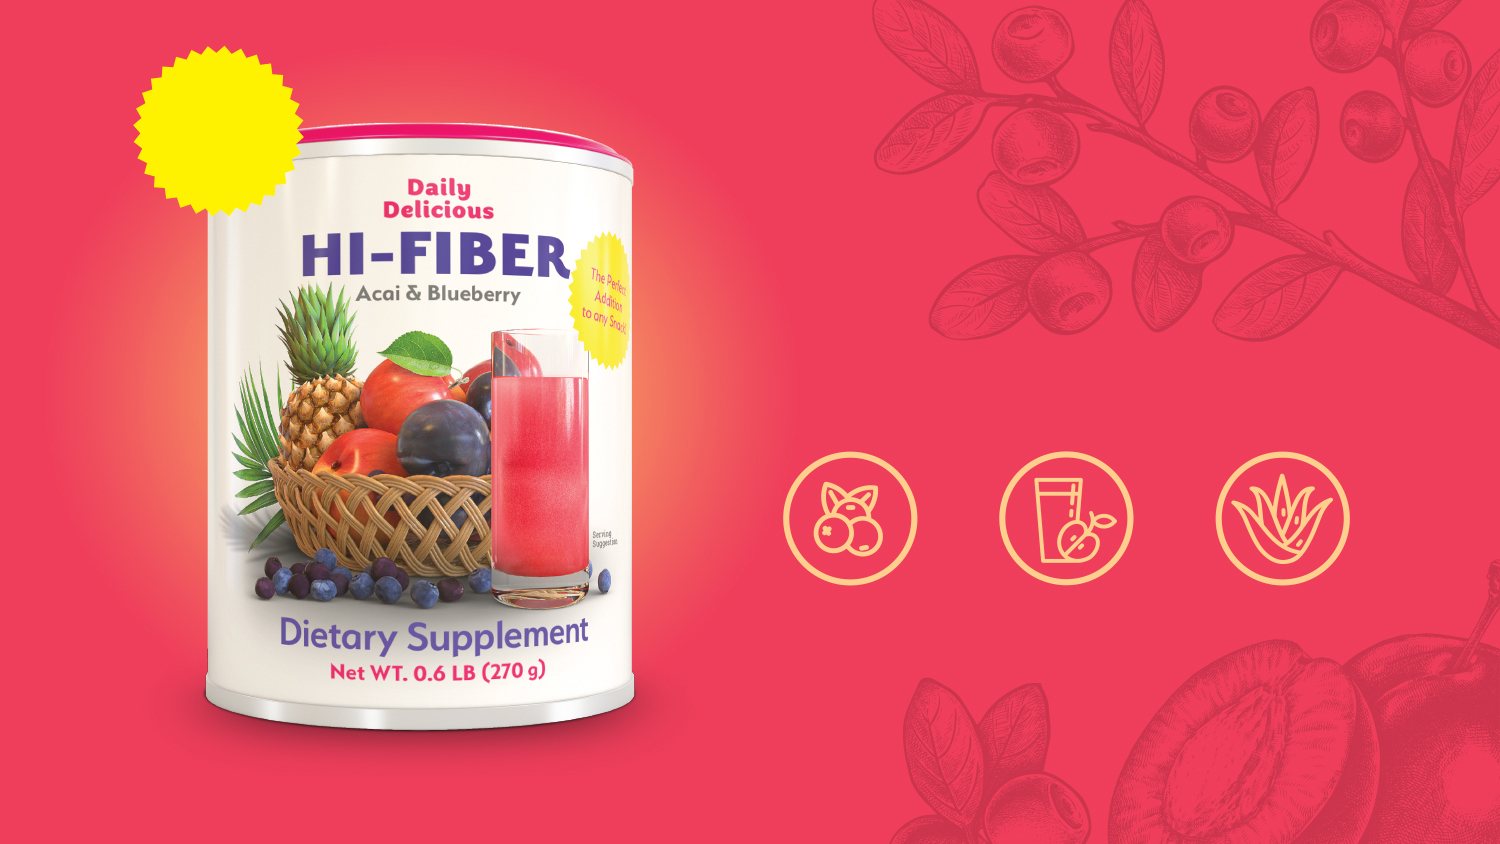 Daily
Delicious
HI-FIBER
Acai & Blueberry
The Perfect
Addition
to any Snack!
Serving
Suggestion
Dietary Supplement
Net WT. 0.6 LB (270 g)